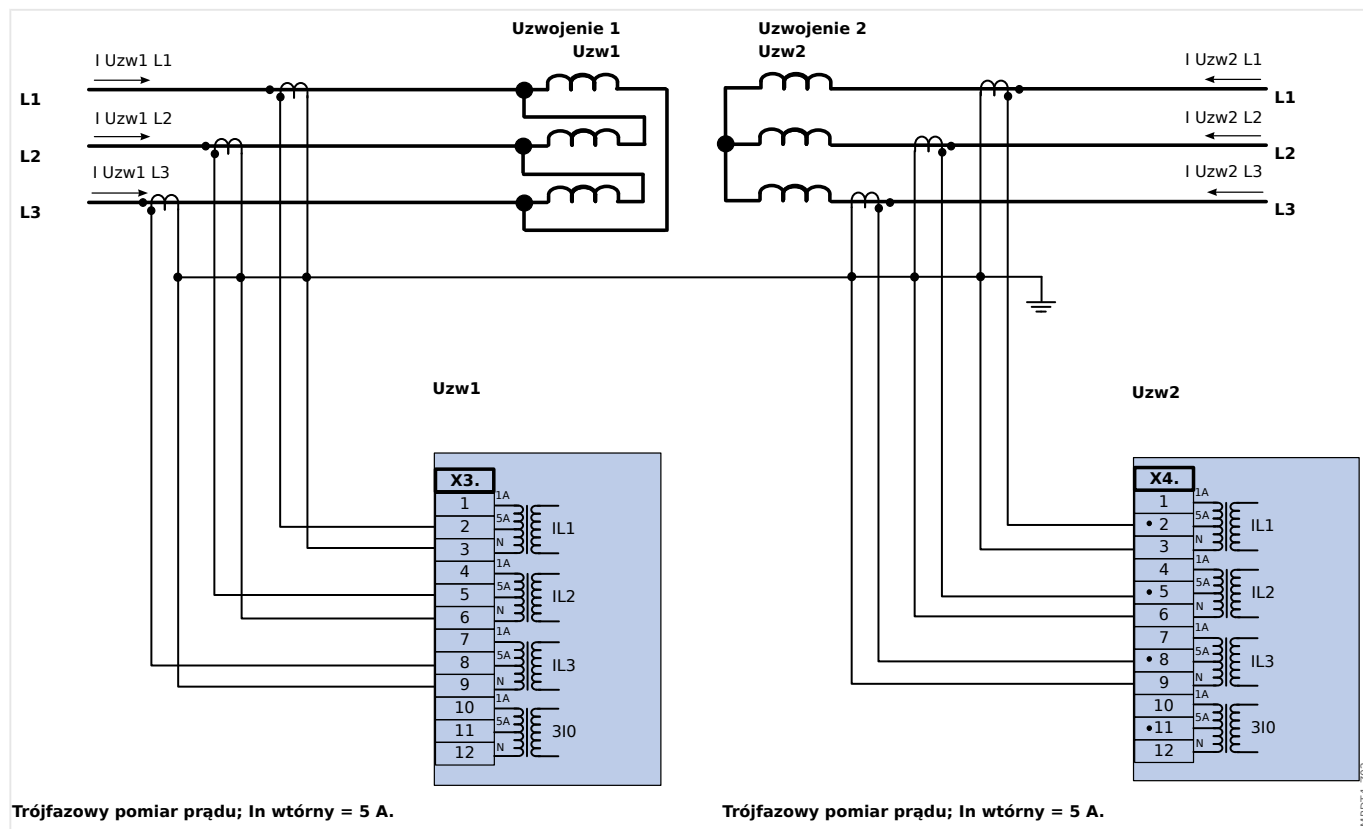 Uzwojenie 1
Uzw1
Uzwojenie 2
Uzw2
I Uzw1 L1
L1
I Uzw1 L2
L2
I Uzw1 L3
L3
I Uzw2 L1
L1
I Uzw2 L2
L2
I Uzw2 L3
L3
Uzw1
X3.
1 1A
2 5A IL1
3 N
4 1A
5 5A IL2
6 N
7 1A
8 5A IL3
9 N
10 1A
11 5A 3I0
12 N
Uzw2
X4.
1 1A
• 2 5A IL1
3 N
4 1A
• 5 5A IL2
6 N
7 1A
• 8 5A IL3
9 N
10 1A
•11 5A 3I0
12 N
Trójfazowy pomiar prądu; In wtórny = 5 A.
Trójfazowy pomiar prądu; In wtórny = 5 A.